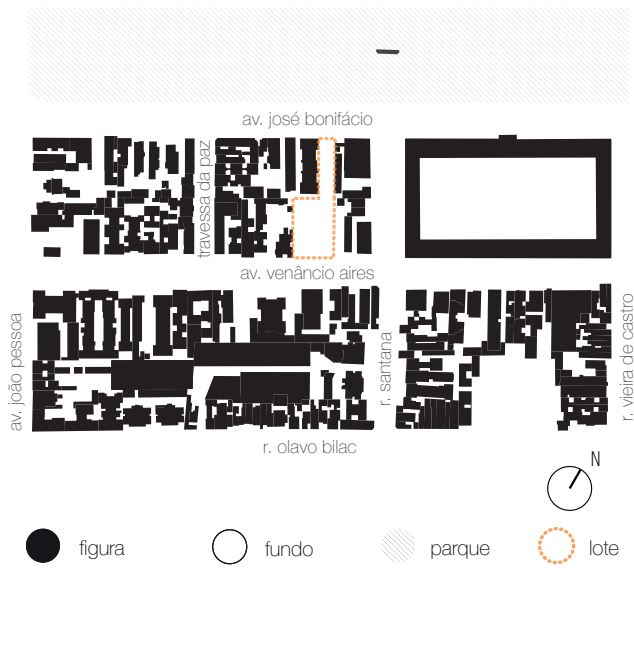 av. josé bonifácio
travessa da paz
av. venâncio aires
av. joão pessoa
r. santana
r. vieira de castro
r. olavo bilac
N
figura
fundo
parque
lote